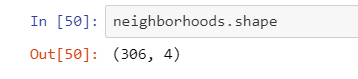 In [50]: neighborhoods.shape
Out[50]: (306, 4)